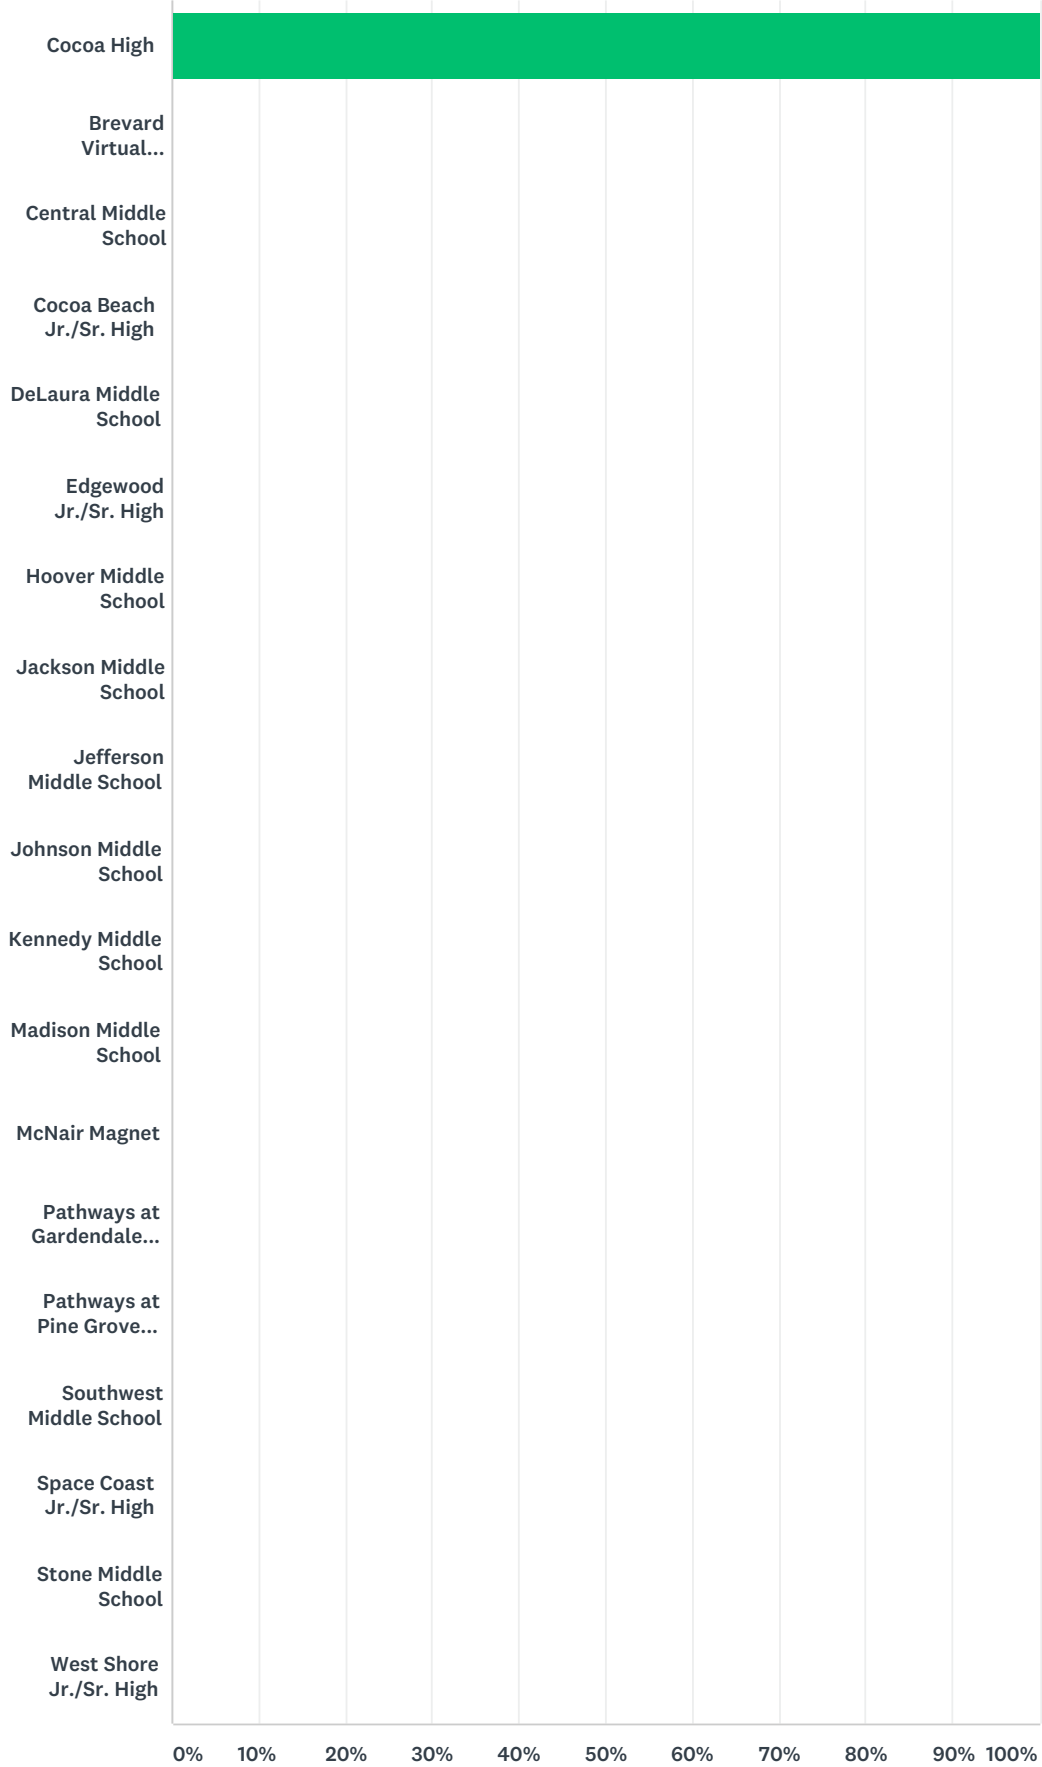 Cocoa High
Brevard
Virtual...
Central Middle
School
Cocoa Beach
Jr./Sr. High
DeLaura Middle
School
Edgewood
Jr./Sr. High
Hoover Middle
School
Jackson Middle
School
Jefferson
Middle School
Johnson Middle
School
Kennedy Middle
School
Madison Middle
School
McNair Magnet
Pathways at
Gardendale...
Pathways at
Pine Grove...
Southwest
Middle School
Space Coast
Jr./Sr. High
Stone Middle
School
West Shore
Jr./Sr. High
0% 10% 20% 30% 40% 50% 60% 70% 80% 90% 100%